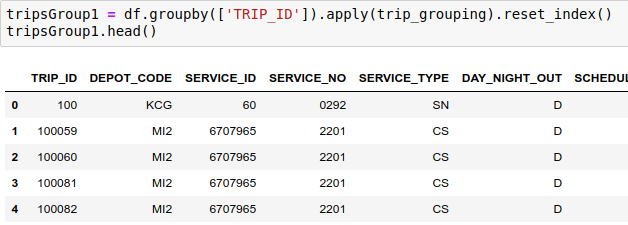 tripsGroup1 = df.groupby(['TRIP_ID']).apply(trip_grouping).reset_index()
tripsGroup1.head()
TRIP_ID DEPOT_CODE SERVICE_ID SERVICE_NO SERVICE_TYPE DAY_NIGHT_OUT SCHEDUL
0 100 KCG 60 0292 SN D
1 100059 MI2 6707965 2201 CS D
2 100060 MI2 6707965 2201 CS D
3 100081 MI2 6707965 2201 CS D
4 100082 MI2 6707965 2201 CS D